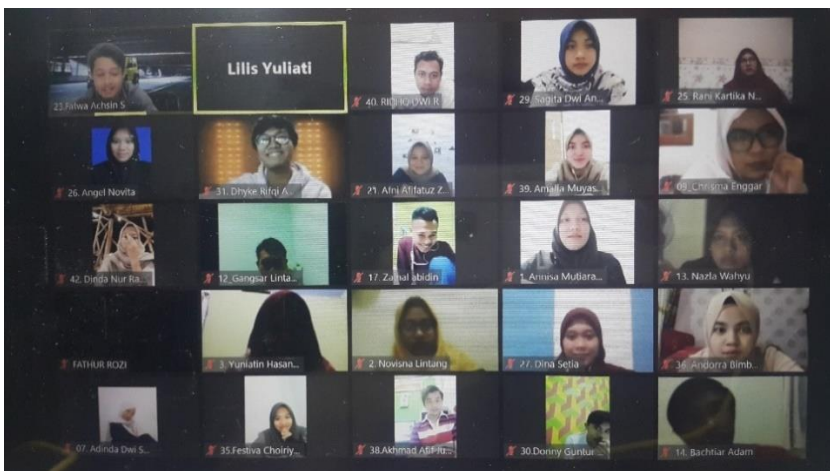 23.Fatwa Achsin S
Lilis Yuliati
40. RIDHO DWI R
29. Sagita Dwi An...
25. Rani Kartika N...
26. Angel Novita
31. Dhyke Rifqi A...
21. Afni Afifatuz Z...
39. Amalia Muyas...
09_Chrisma Enggar
42. Dinda Nur Ra...
12_Gangsar Linta...
17. Zainal abidin
1. Annisa Mutiara...
13. Nazla Wahyu
FATHUR ROZI
3. Yuniatin Hasan...
2. Novisna Lintang
27. Dina Setia
36. Andorra Bimb...
07. Adinda Dwi S...
35.Festiva Choiriy...
38.Akhmad Afif Ju...
30.Donny Guntur...
14. Bachtiar Adam